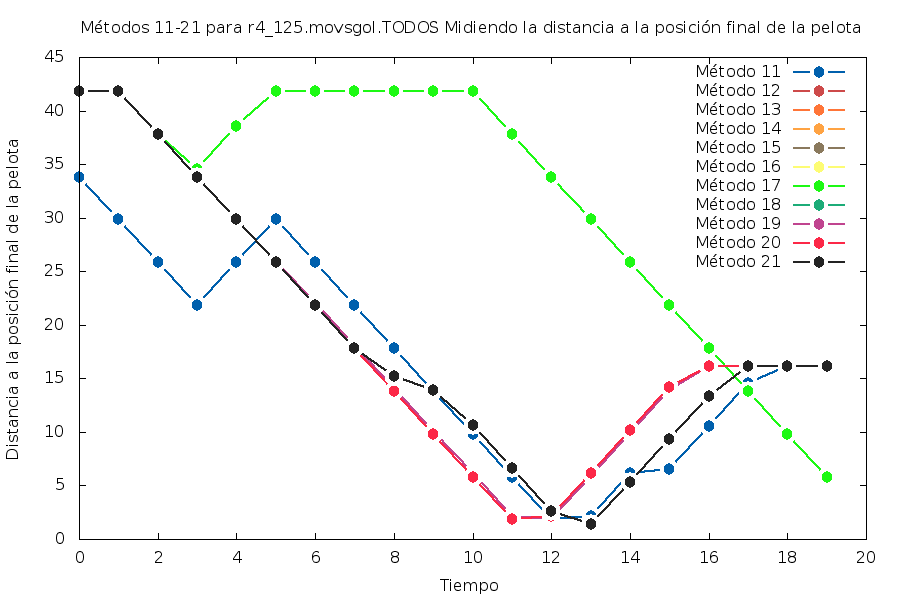 Métodos 11-21 para r4_125.movsgol.TODOS Midiendo la distancia a la posición final de la pelota
45
40
35
30
25
20
15
10
5
0
0 2 4 6 8 10 12 14 16 18 20
Distancia a la posición final de la pelota
Tiempo
Método 11
Método 12
Método 13
Método 14
Método 15
Método 16
Método 17
Método 18
Método 19
Método 20
Método 21